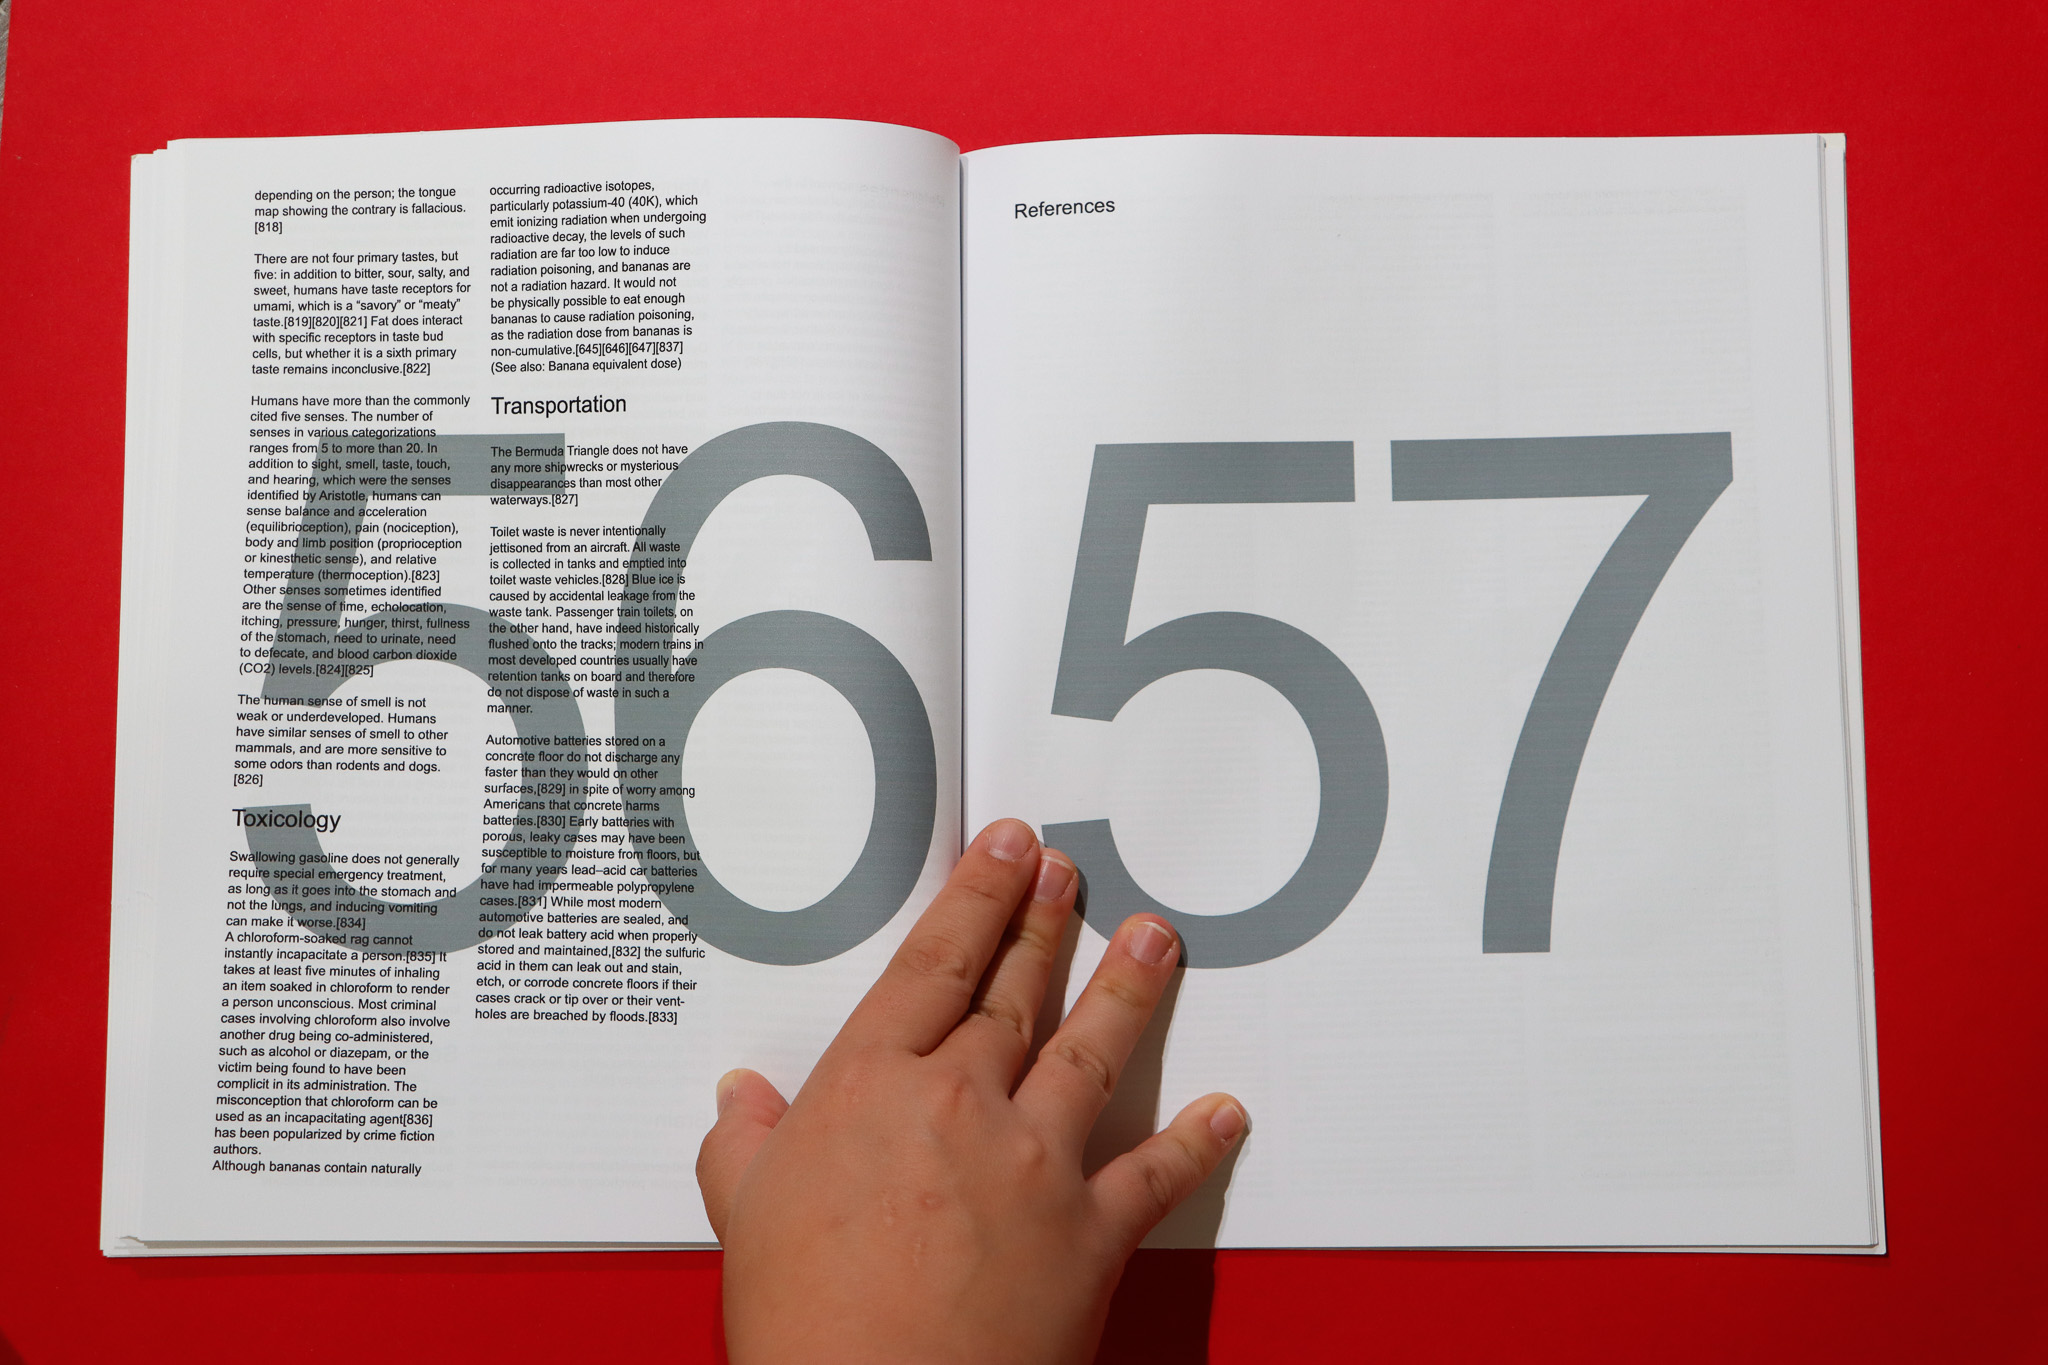 depending on the person; the tongue
map showing the contrary is fallacious.
[818]
There are not four primary tastes, but
five: in addition to bitter, sour, salty, and
sweet, humans have taste receptors for
umami, which is a “savory” or “meaty”
taste.[819][820][821] Fat does interact
with specific receptors in taste bud
cells, but whether it is a sixth primary
taste remains inconclusive.[822]
Humans have more than the commonly
cited five senses. The number of
senses in various categorizations
ranges from 5 to more than 20. In
addition to sight, smell, taste, touch,
and hearing, which were the senses
identified by Aristotle, humans can
sense balance and acceleration
(equilibrioception), pain (nociception),
body and limb position (proprioception
or kinesthetic sense), and relative
temperature (thermoception).[823]
Other senses sometimes identified
are the sense of time, echolocation,
itching, pressure, hunger, thirst, fullness
of the stomach, need to urinate, need
to defecate, and blood carbon dioxide
(CO2) levels.[824][825]
The human sense of smell is not
weak or underdeveloped. Humans
have similar senses of smell to other
mammals, and are more sensitive to
some odors than rodents and dogs.
[826]
Toxicology
Swallowing gasoline does not generally
require special emergency treatment,
as long as it goes into the stomach and
not the lungs, and inducing vomiting
can make it worse.[834]
A chloroform-soaked rag cannot
instantly incapacitate a person.[835] It
takes at least five minutes of inhaling
an item soaked in chloroform to render
a person unconscious. Most criminal
cases involving chloroform also involve
another drug being co-administered,
such as alcohol or diazepam, or the
victim being found to have been
complicit in its administration. The
misconception that chloroform can be
used as an incapacitating agent[836]
has been popularized by crime fiction
authors.
Although bananas contain naturally
occurring radioactive isotopes,
particularly potassium-40 (40K), which
emit ionizing radiation when undergoing
radioactive decay, the levels of such
radiation are far too low to induce
radiation poisoning, and bananas are
not a radiation hazard. It would not
be physically possible to eat enough
bananas to cause radiation poisoning,
as the radiation dose from bananas is
non-cumulative.[645][646][647][837]
(See also: Banana equivalent dose)
Transportation
The Bermuda Triangle does not have
any more shipwrecks or mysterious
disappearances than most other
waterways.[827]
Toilet waste is never intentionally
jettisoned from an aircraft. All waste
is collected in tanks and emptied into
toilet waste vehicles.[828] Blue ice is
caused by accidental leakage from the
waste tank. Passenger train toilets, on
the other hand, have indeed historically
flushed onto the tracks; modern trains in
most developed countries usually have
retention tanks on board and therefore
do not dispose of waste in such a
manner.
Automotive batteries stored on a
concrete floor do not discharge any
faster than they would on other
surfaces,[829] in spite of worry among
Americans that concrete harms
batteries.[830] Early batteries with
porous, leaky cases may have been
susceptible to moisture from floors, but
for many years lead–acid car batteries
have had impermeable polypropylene
cases.[831] While most modern
automotive batteries are sealed, and
do not leak battery acid when properly
stored and maintained,[832] the sulfuric
acid in them can leak out and stain,
etch, or corrode concrete floors if their
cases crack or tip over or their vent-
holes are breached by floods.[833]
56
References
57